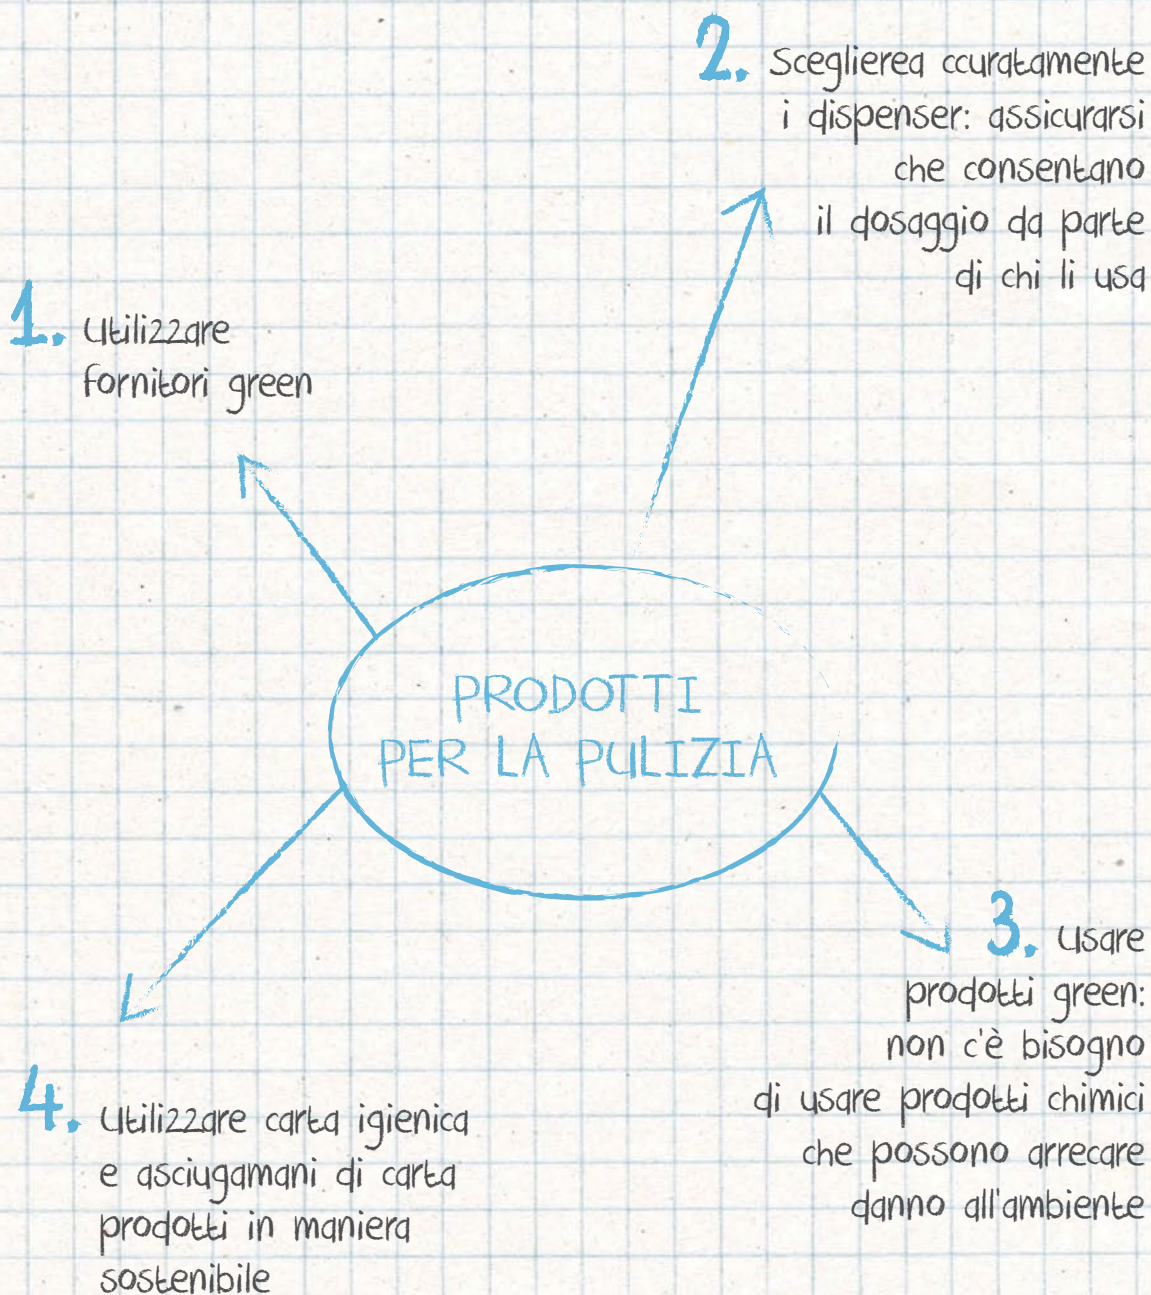 1. Utilizzare
fornitori green
2. Sceglierea ccuratamente
i dispenser: assicurarsi
che consentano
il dosaggio da parte
di chi li usa
PRODOTTI
PER LA PULIZIA
3. Usare
prodotti green:
non c'è bisogno
di usare prodotti chimici
che possono arrecare
danno all'ambiente
4. Utilizzare carta igienica
e asciugamani di carta
prodotti in maniera
sostenibile